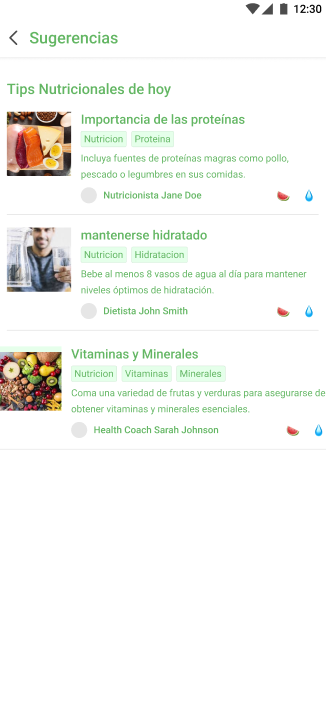 12:30
Sugerencias
Tips Nutricionales de hoy
Importancia de las proteínas
Nutricion Proteina
Incluya fuentes de proteínas magras como pollo,
pescado o legumbres en sus comidas.
Nutricionista Jane Doe
mantenerse hidratado
Nutricion Hidratacion
Bebe al menos 8 vasos de agua al día para mantener
niveles óptimos de hidratación.
Dietista John Smith
Vitaminas y Minerales
Nutricion Vitaminas Minerales
Coma una variedad de frutas y verduras para asegurarse de
obtener vitaminas y minerales esenciales.
Health Coach Sarah Johnson